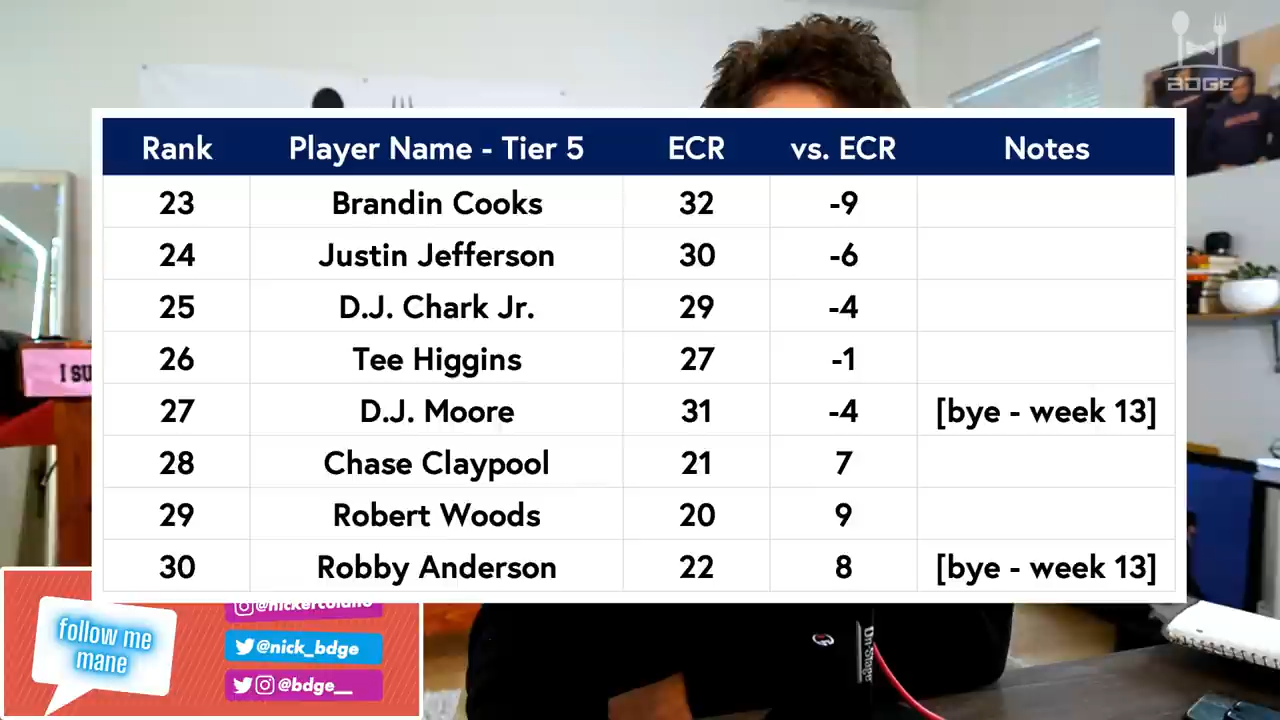 BDGE
Rank Player Name - Tier 5 ECR vs. ECR Notes
23 Brandin Cooks 32 -9
24 Justin Jefferson 30 -6
25 D.J. Chark Jr. 29 -4
26 Tee Higgins 27 -1
27 D.J. Moore 31 -4 [bye - week 13]
28 Chase Claypool 21 7
29 Robert Woods 20 9
30 Robby Anderson 22 8 [bye - week 13]
I SU
follow me
mane
@nick_bdge
@bdge__
On-Stage